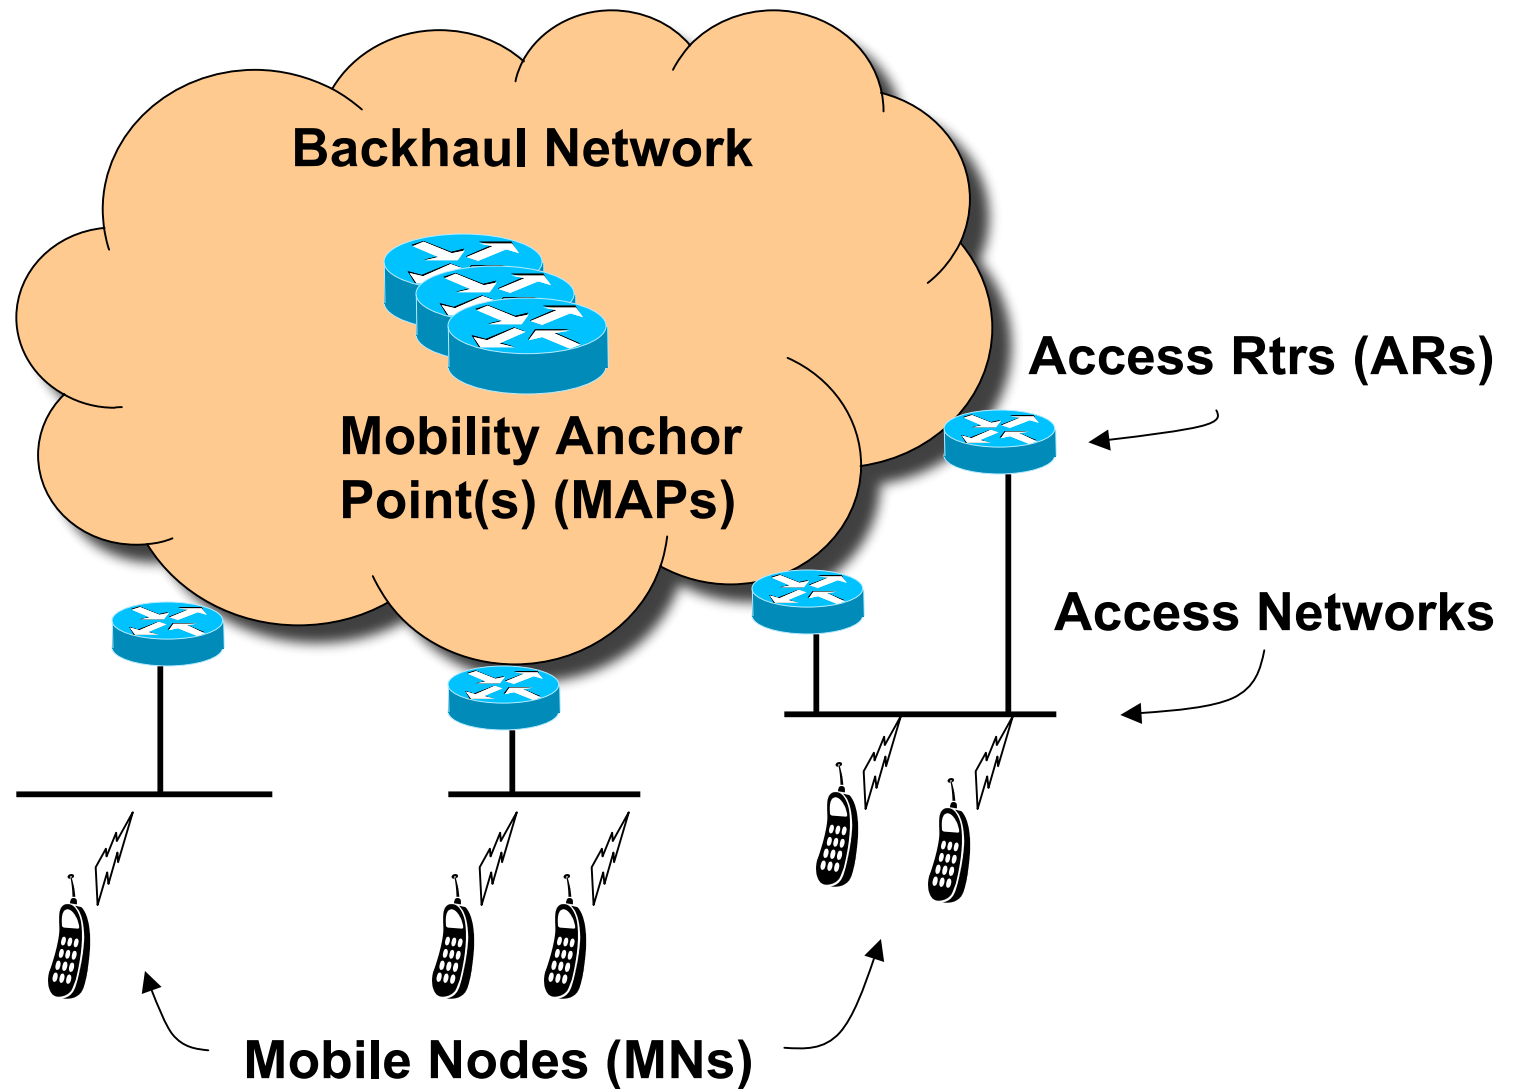 Backhaul Network
Mobility Anchor
Point(s) (MAPs)
Access Rtrs (ARs)
Access Networks
Mobile Nodes (MNs)